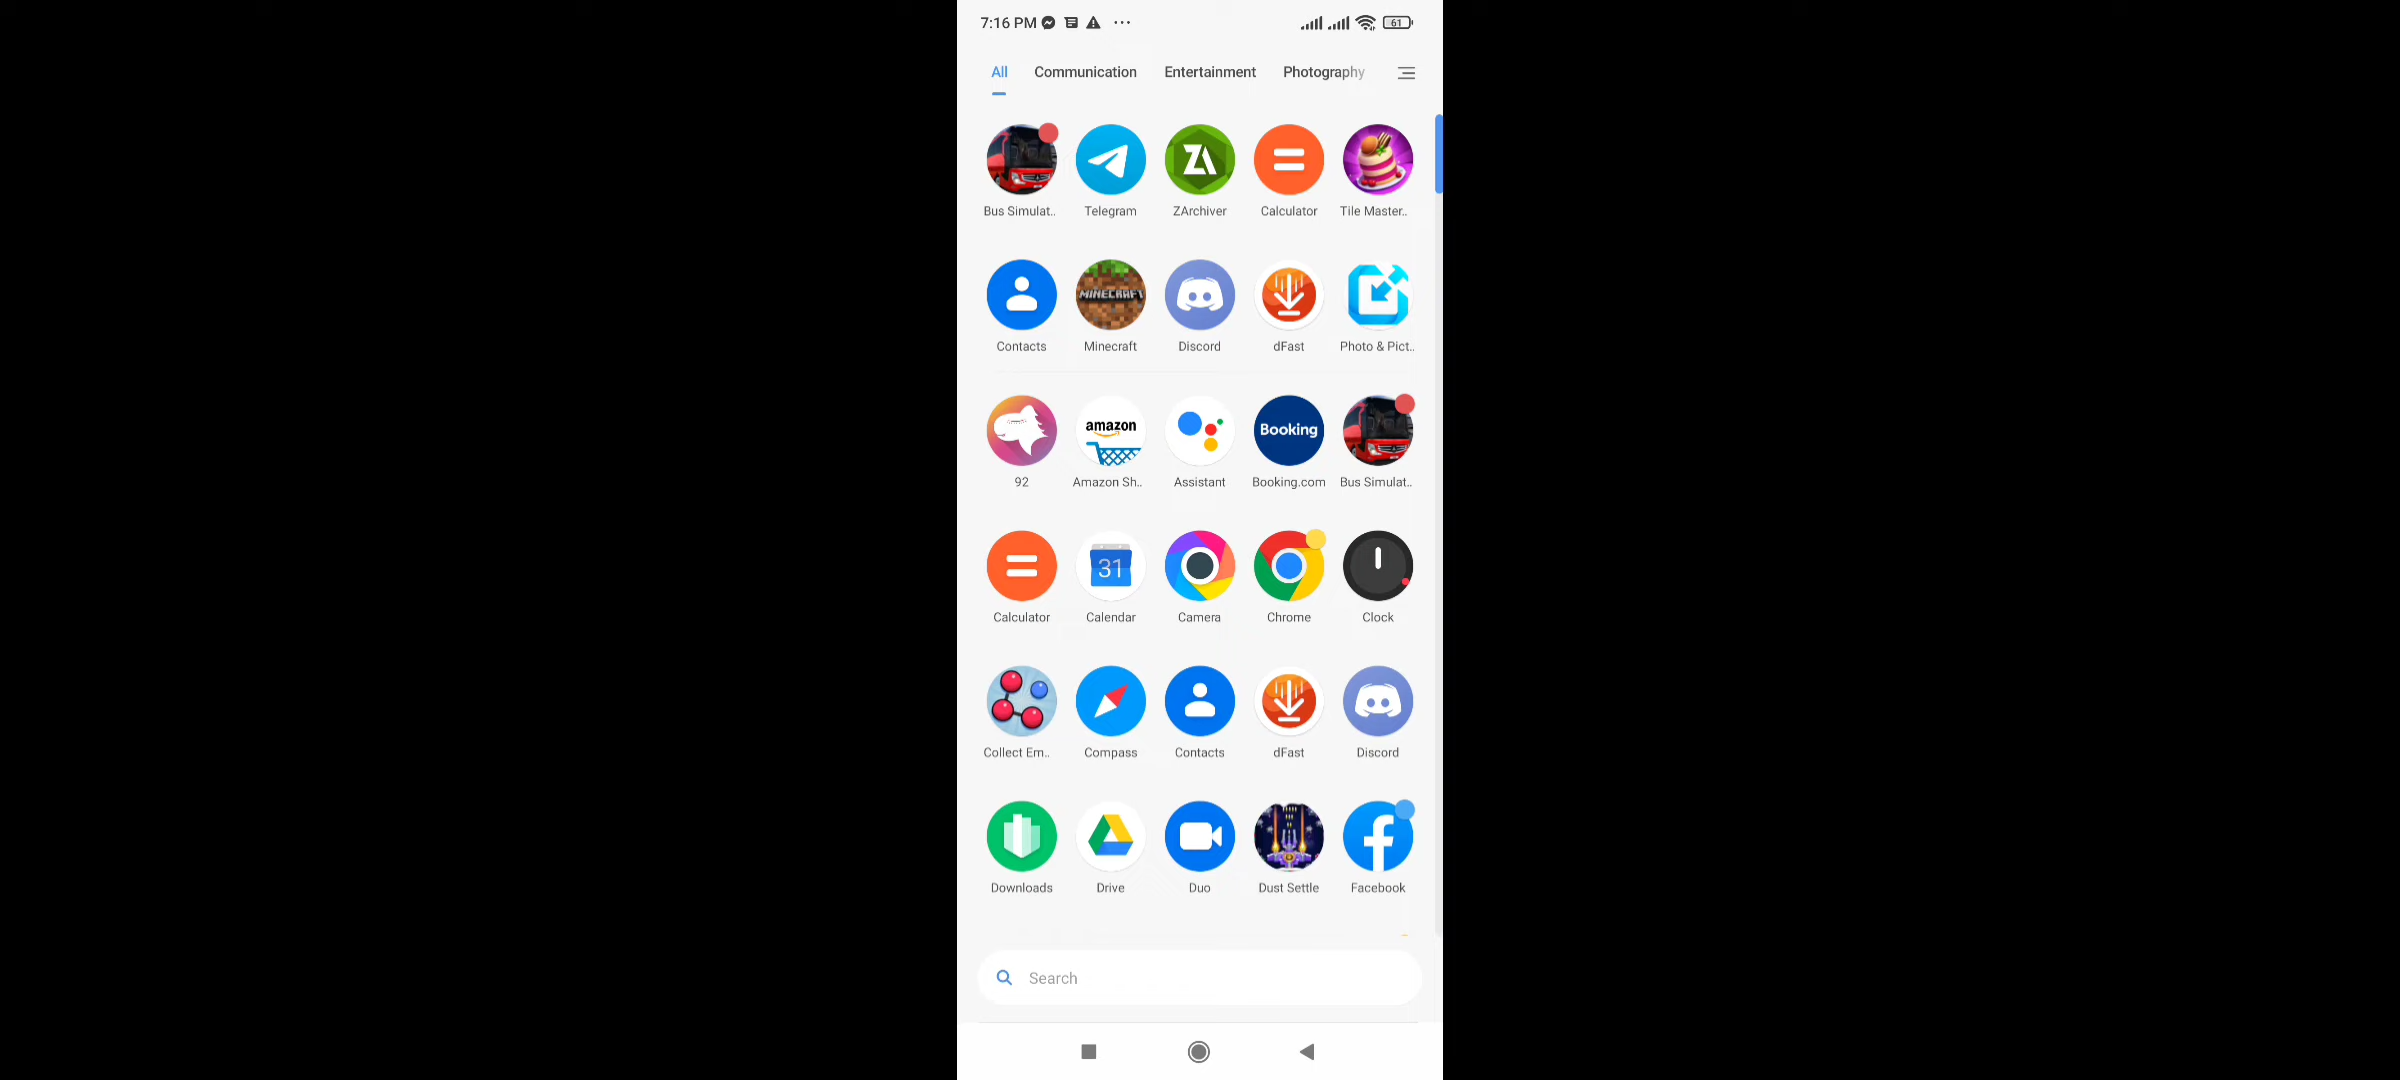 7:16 PM ... 61
All Communication Entertainment Photography
ZA
Bus Simulat.. Telegram ZArchiver Calculator Tile Master..
MINECRAFT
Contacts Minecraft Discord dFast Photo & Pict..
amazon Booking
92 Amazon Sh.. Assistant Booking.com Bus Simulat..
31
Calculator Calendar Camera Chrome Clock
Collect Em.. Compass Contacts dFast Discord
Downloads Drive Duo Dust Settle Facebook
Search